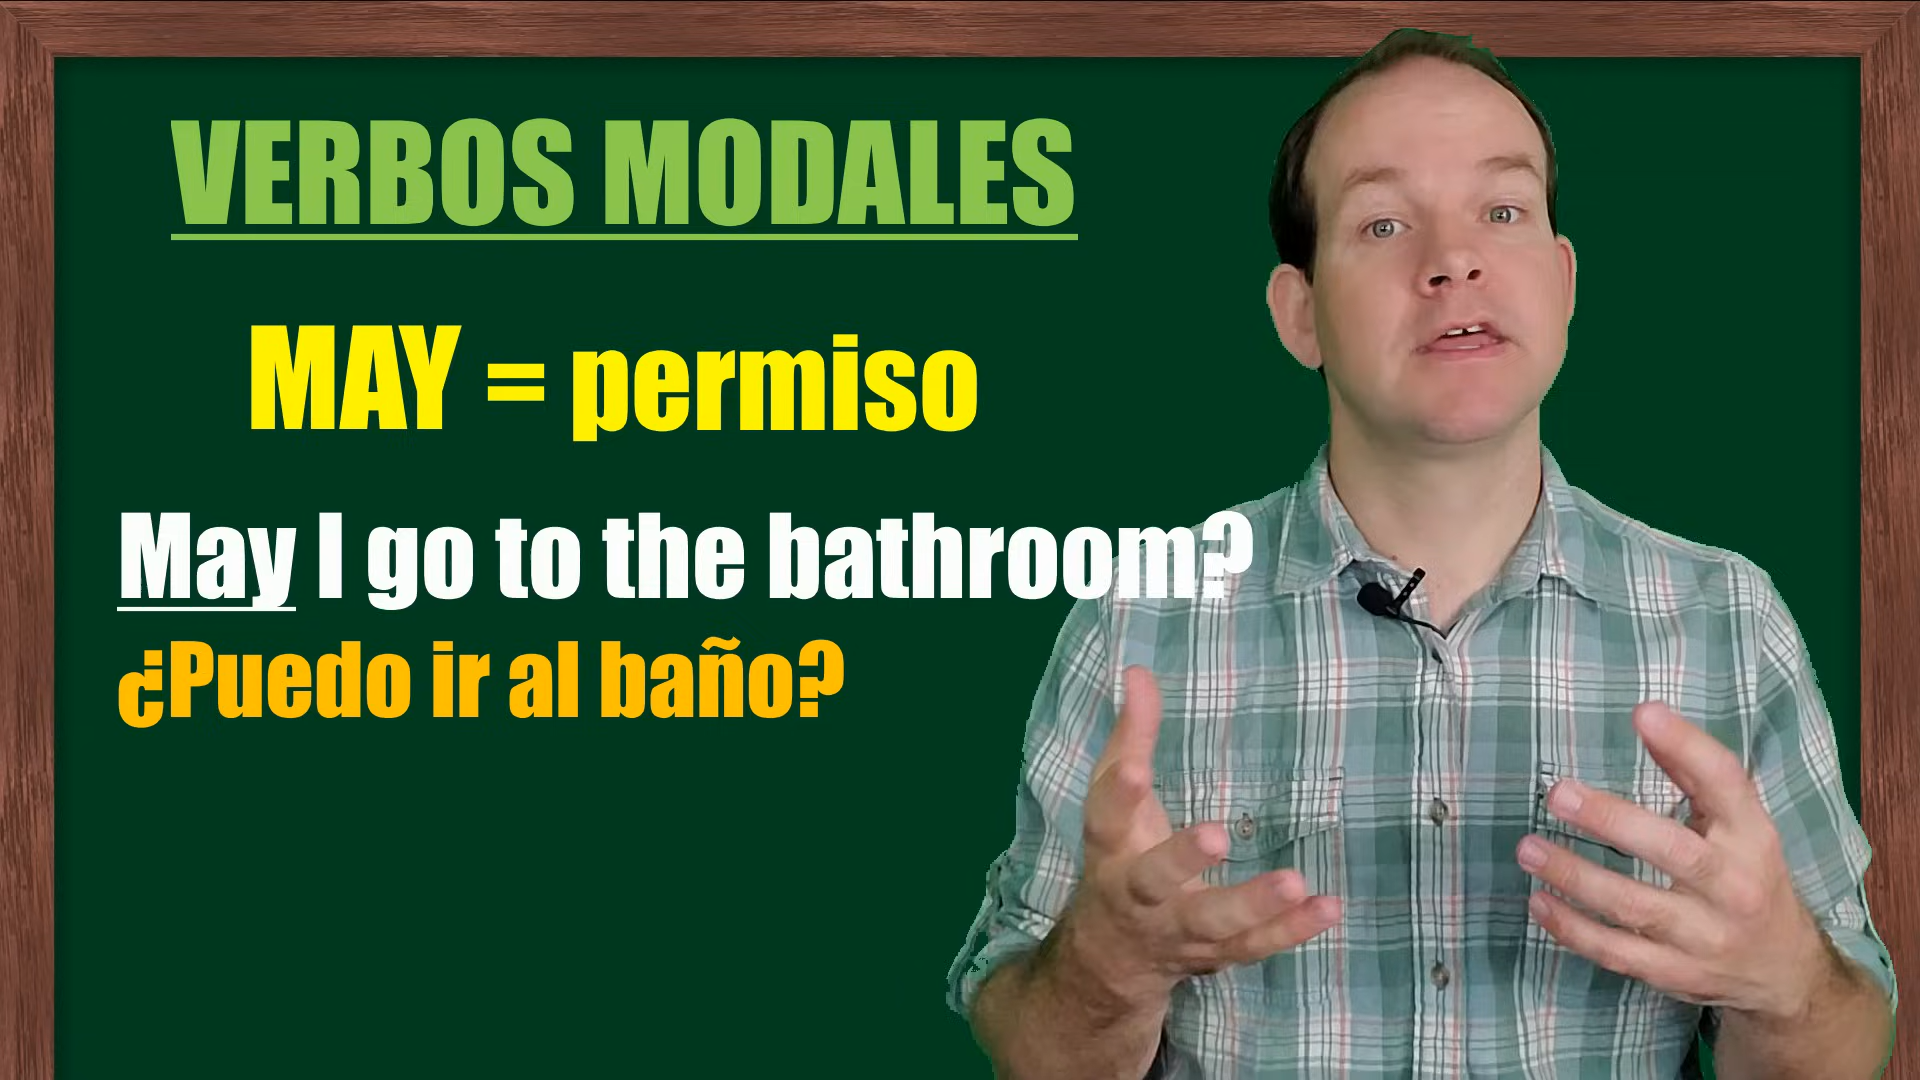 VERBOS MODALES
MAY = permiso
May I go to the bathroom?
¿Puedo ir al baño?